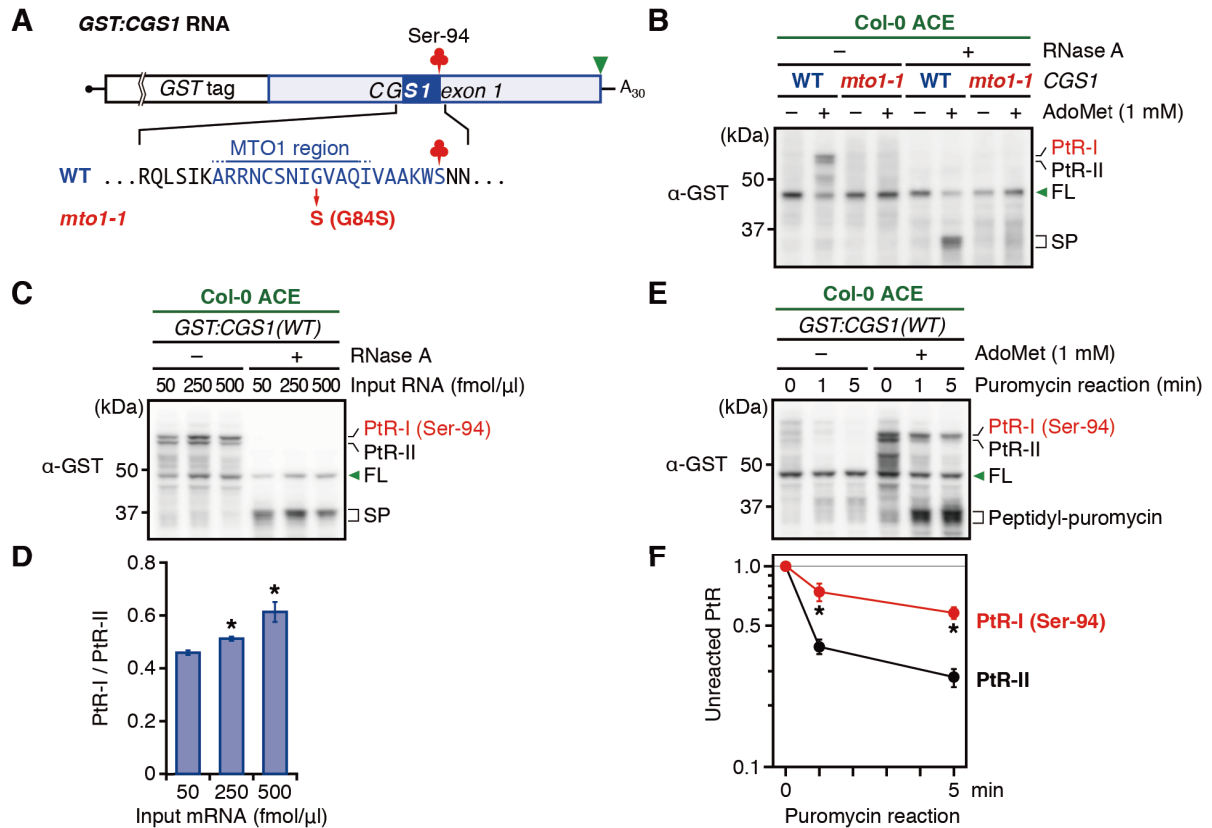 A
GST:CGS1 RNA
Ser-94
GST tag
CGS1 exon 1
A30
MTO1 region
WT ...RQLSIKARRNCSNIGVAQIVAAKWSNN...
mto1-1 S (G84S)
B
Col-0 ACE
− + RNase A
WT mto1-1 WT mto1-1 CGS1
− + − + − + − + AdoMet (1 mM)
(kDa)
PtR-I
PtR-II
50
α-GST
FL
37
SP
C
Col-0 ACE
GST:CGS1(WT)
− + RNase A
50 250 500 50 250 500 Input RNA (fmol/μl)
(kDa)
PtR-I (Ser-94)
PtR-II
α-GST
50
FL
37
SP
D
0.8
0.6
0.4
0.2
0
PtR-I / PtR-II
* *
50 250 500
Input mRNA (fmol/μl)
E
Col-0 ACE
GST:CGS1(WT)
− + AdoMet (1 mM)
0 1 5 0 1 5 Puromycin reaction (min)
(kDa)
PtR-I (Ser-94)
PtR-II
α-GST
50
FL
37
Peptidyl-puromycin
F
1.0
0.5
0.1
Unreacted PtR
* *
PtR-I (Ser-94)
PtR-II
0 5 min
Puromycin reaction